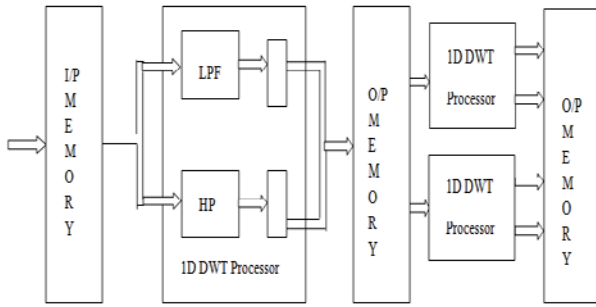 I/P
M
E
M
O
R
Y
LPF
HP
1D DWT Processor
O/P
M
E
M
O
R
Y
1D DWT
Processor
1D DWT
Processor
O/P
M
E
M
O
R
Y